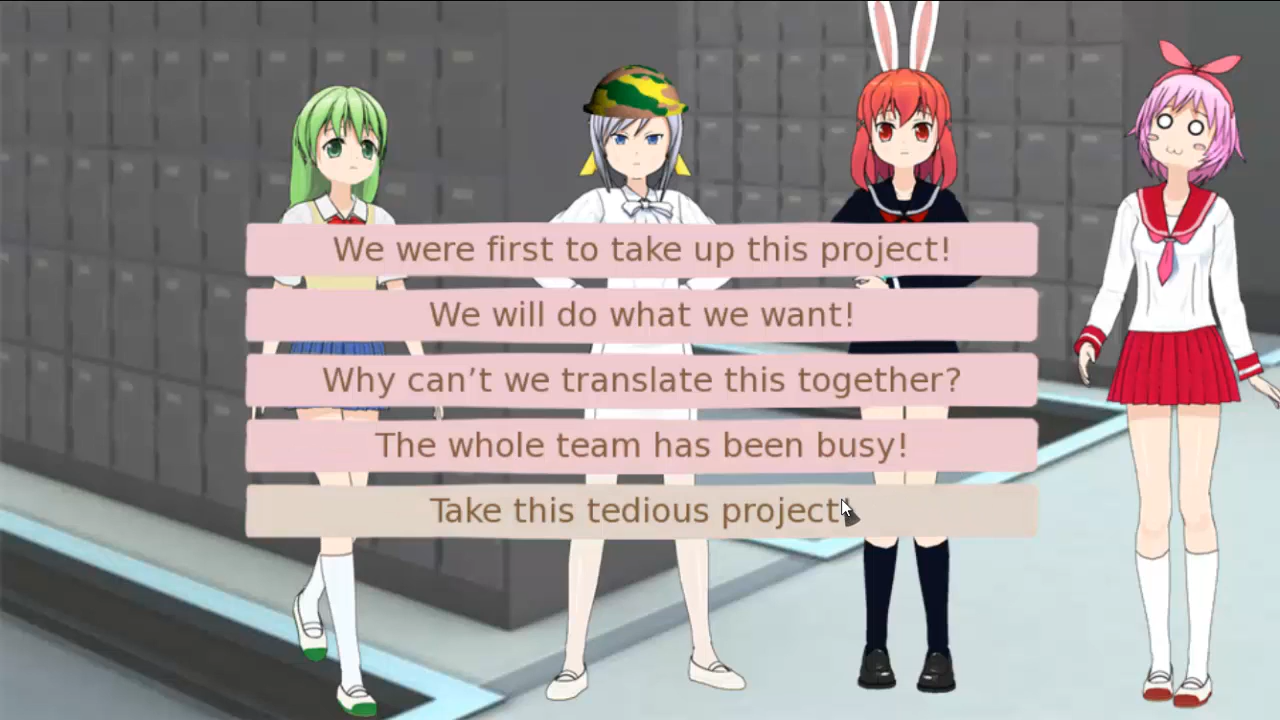 We were first to take up this project!
We will do what we want!
Why can’t we translate this together?
The whole team has been busy!
Take this tedious project!